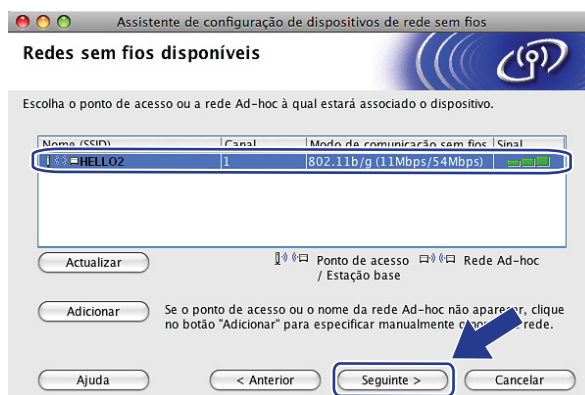 Assistente de configuração de dispositivos de rede sem fios
Redes sem fios disponíveis
Escolha o ponto de acesso ou a rede Ad-hoc à qual estará associado o dispositivo.
Nome (SSID) Canal Modo de comunicação sem fios Sinal
HELLO2 1 802.11b/g (11Mbps/54Mbps)
Actualizar Ponto de acesso Rede Ad-hoc
/ Estação base
Adicionar Se o ponto de acesso ou o nome da rede Ad-hoc não aparecer, clique
no botão "Adicionar" para especificar manualmente rede.
Ajuda < Anterior Seguinte > Cancelar